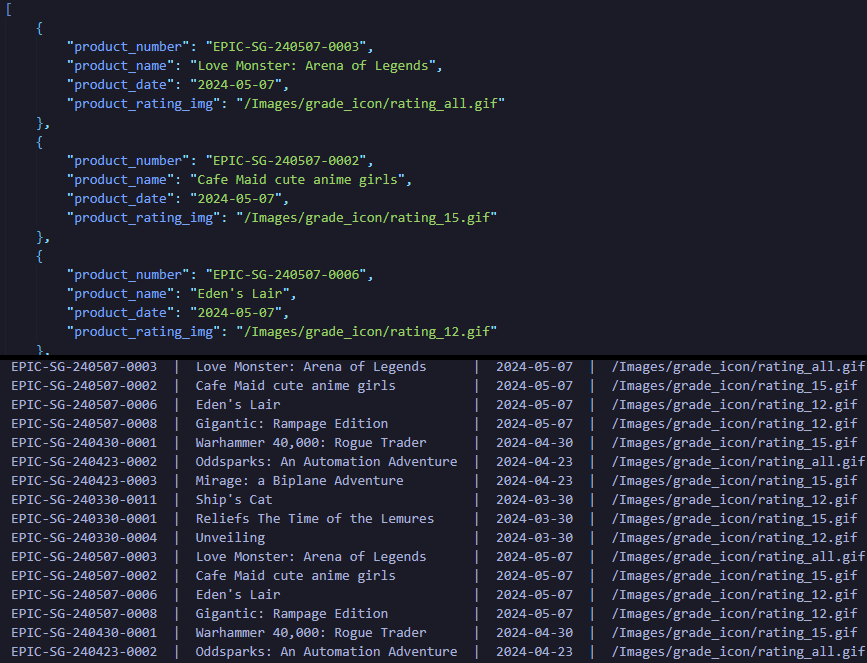 [
{
"product_number": "EPIC-SG-240507-0003",
"product_name": "Love Monster: Arena of Legends",
"product_date": "2024-05-07",
"product_rating_img": "/Images/grade_icon/rating_all.gif"
},
{
"product_number": "EPIC-SG-240507-0002",
"product_name": "Cafe Maid cute anime girls",
"product_date": "2024-05-07",
"product_rating_img": "/Images/grade_icon/rating_15.gif"
},
{
"product_number": "EPIC-SG-240507-0006",
"product_name": "Eden's Lair",
"product_date": "2024-05-07",
"product_rating_img": "/Images/grade_icon/rating_12.gif"
},
EPIC-SG-240507-0003 | Love Monster: Arena of Legends | 2024-05-07 | /Images/grade_icon/rating_all.gif
EPIC-SG-240507-0002 | Cafe Maid cute anime girls | 2024-05-07 | /Images/grade_icon/rating_15.gif
EPIC-SG-240507-0006 | Eden's Lair | 2024-05-07 | /Images/grade_icon/rating_12.gif
EPIC-SG-240507-0008 | Gigantic: Rampage Edition | 2024-05-07 | /Images/grade_icon/rating_12.gif
EPIC-SG-240430-0001 | Warhammer 40,000: Rogue Trader | 2024-04-30 | /Images/grade_icon/rating_15.gif
EPIC-SG-240423-0002 | Oddsparks: An Automation Adventure | 2024-04-23 | /Images/grade_icon/rating_all.gif
EPIC-SG-240423-0003 | Mirage: a Biplane Adventure | 2024-04-23 | /Images/grade_icon/rating_15.gif
EPIC-SG-240330-0011 | Ship's Cat | 2024-03-30 | /Images/grade_icon/rating_12.gif
EPIC-SG-240330-0001 | Reliefs The Time of the Lemures | 2024-03-30 | /Images/grade_icon/rating_15.gif
EPIC-SG-240330-0004 | Unveiling | 2024-03-30 | /Images/grade_icon/rating_12.gif
EPIC-SG-240507-0003 | Love Monster: Arena of Legends | 2024-05-07 | /Images/grade_icon/rating_all.gif
EPIC-SG-240507-0002 | Cafe Maid cute anime girls | 2024-05-07 | /Images/grade_icon/rating_15.gif
EPIC-SG-240507-0006 | Eden's Lair | 2024-05-07 | /Images/grade_icon/rating_12.gif
EPIC-SG-240507-0008 | Gigantic: Rampage Edition | 2024-05-07 | /Images/grade_icon/rating_12.gif
EPIC-SG-240430-0001 | Warhammer 40,000: Rogue Trader | 2024-04-30 | /Images/grade_icon/rating_15.gif
EPIC-SG-240423-0002 | Oddsparks: An Automation Adventure | 2024-04-23 | /Images/grade_icon/rating_all.gif